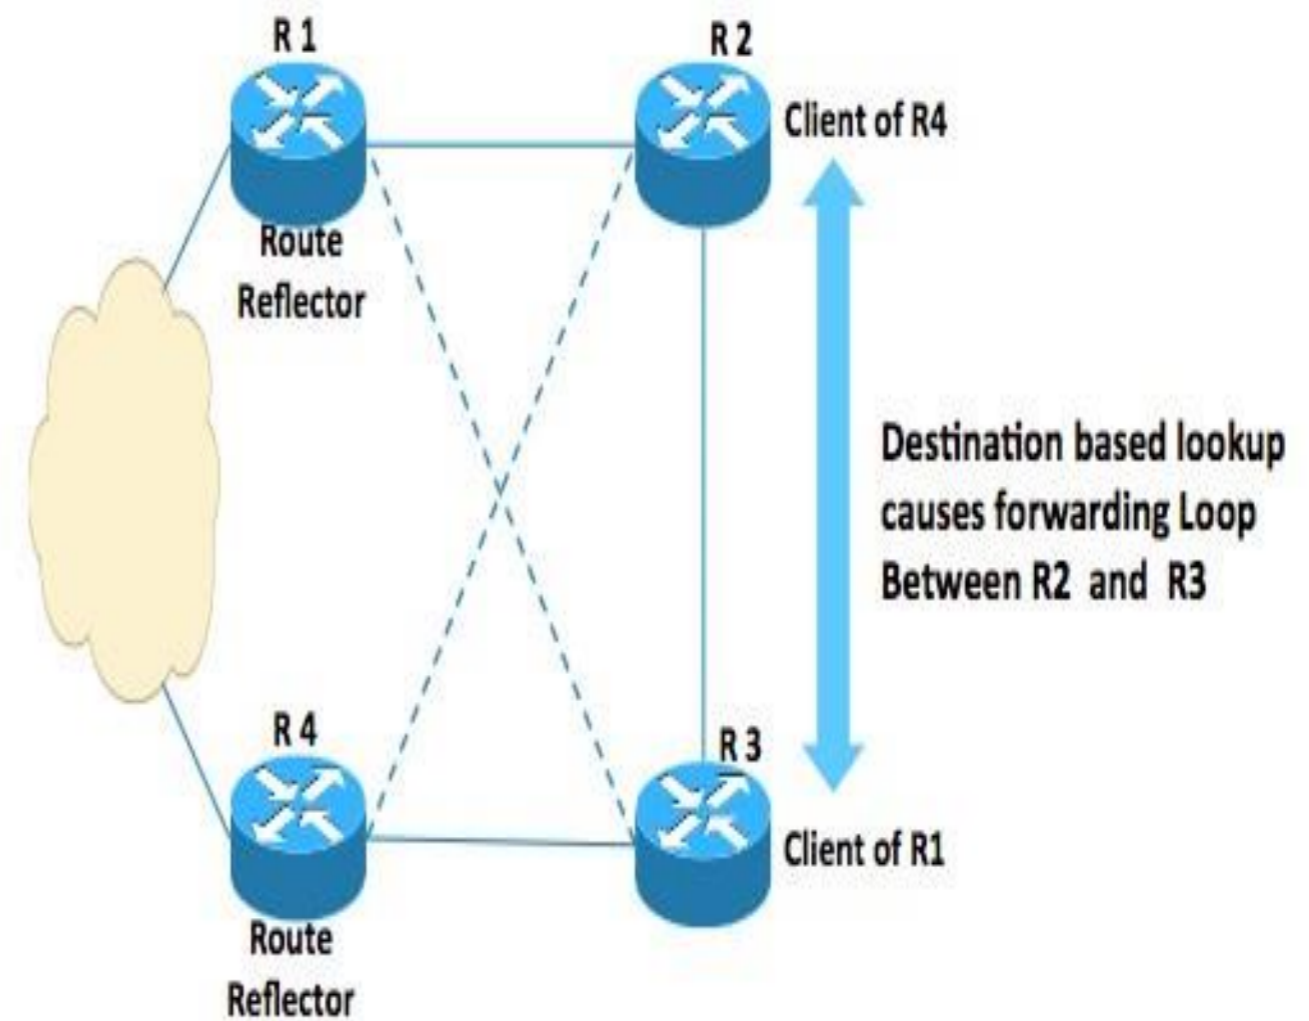 R 1
R 2
Client of R4
Route
Reflector
Destination based lookup
causes forwarding Loop
Between R2 and R3
R 4
R 3
Client of R1
Route
Reflector